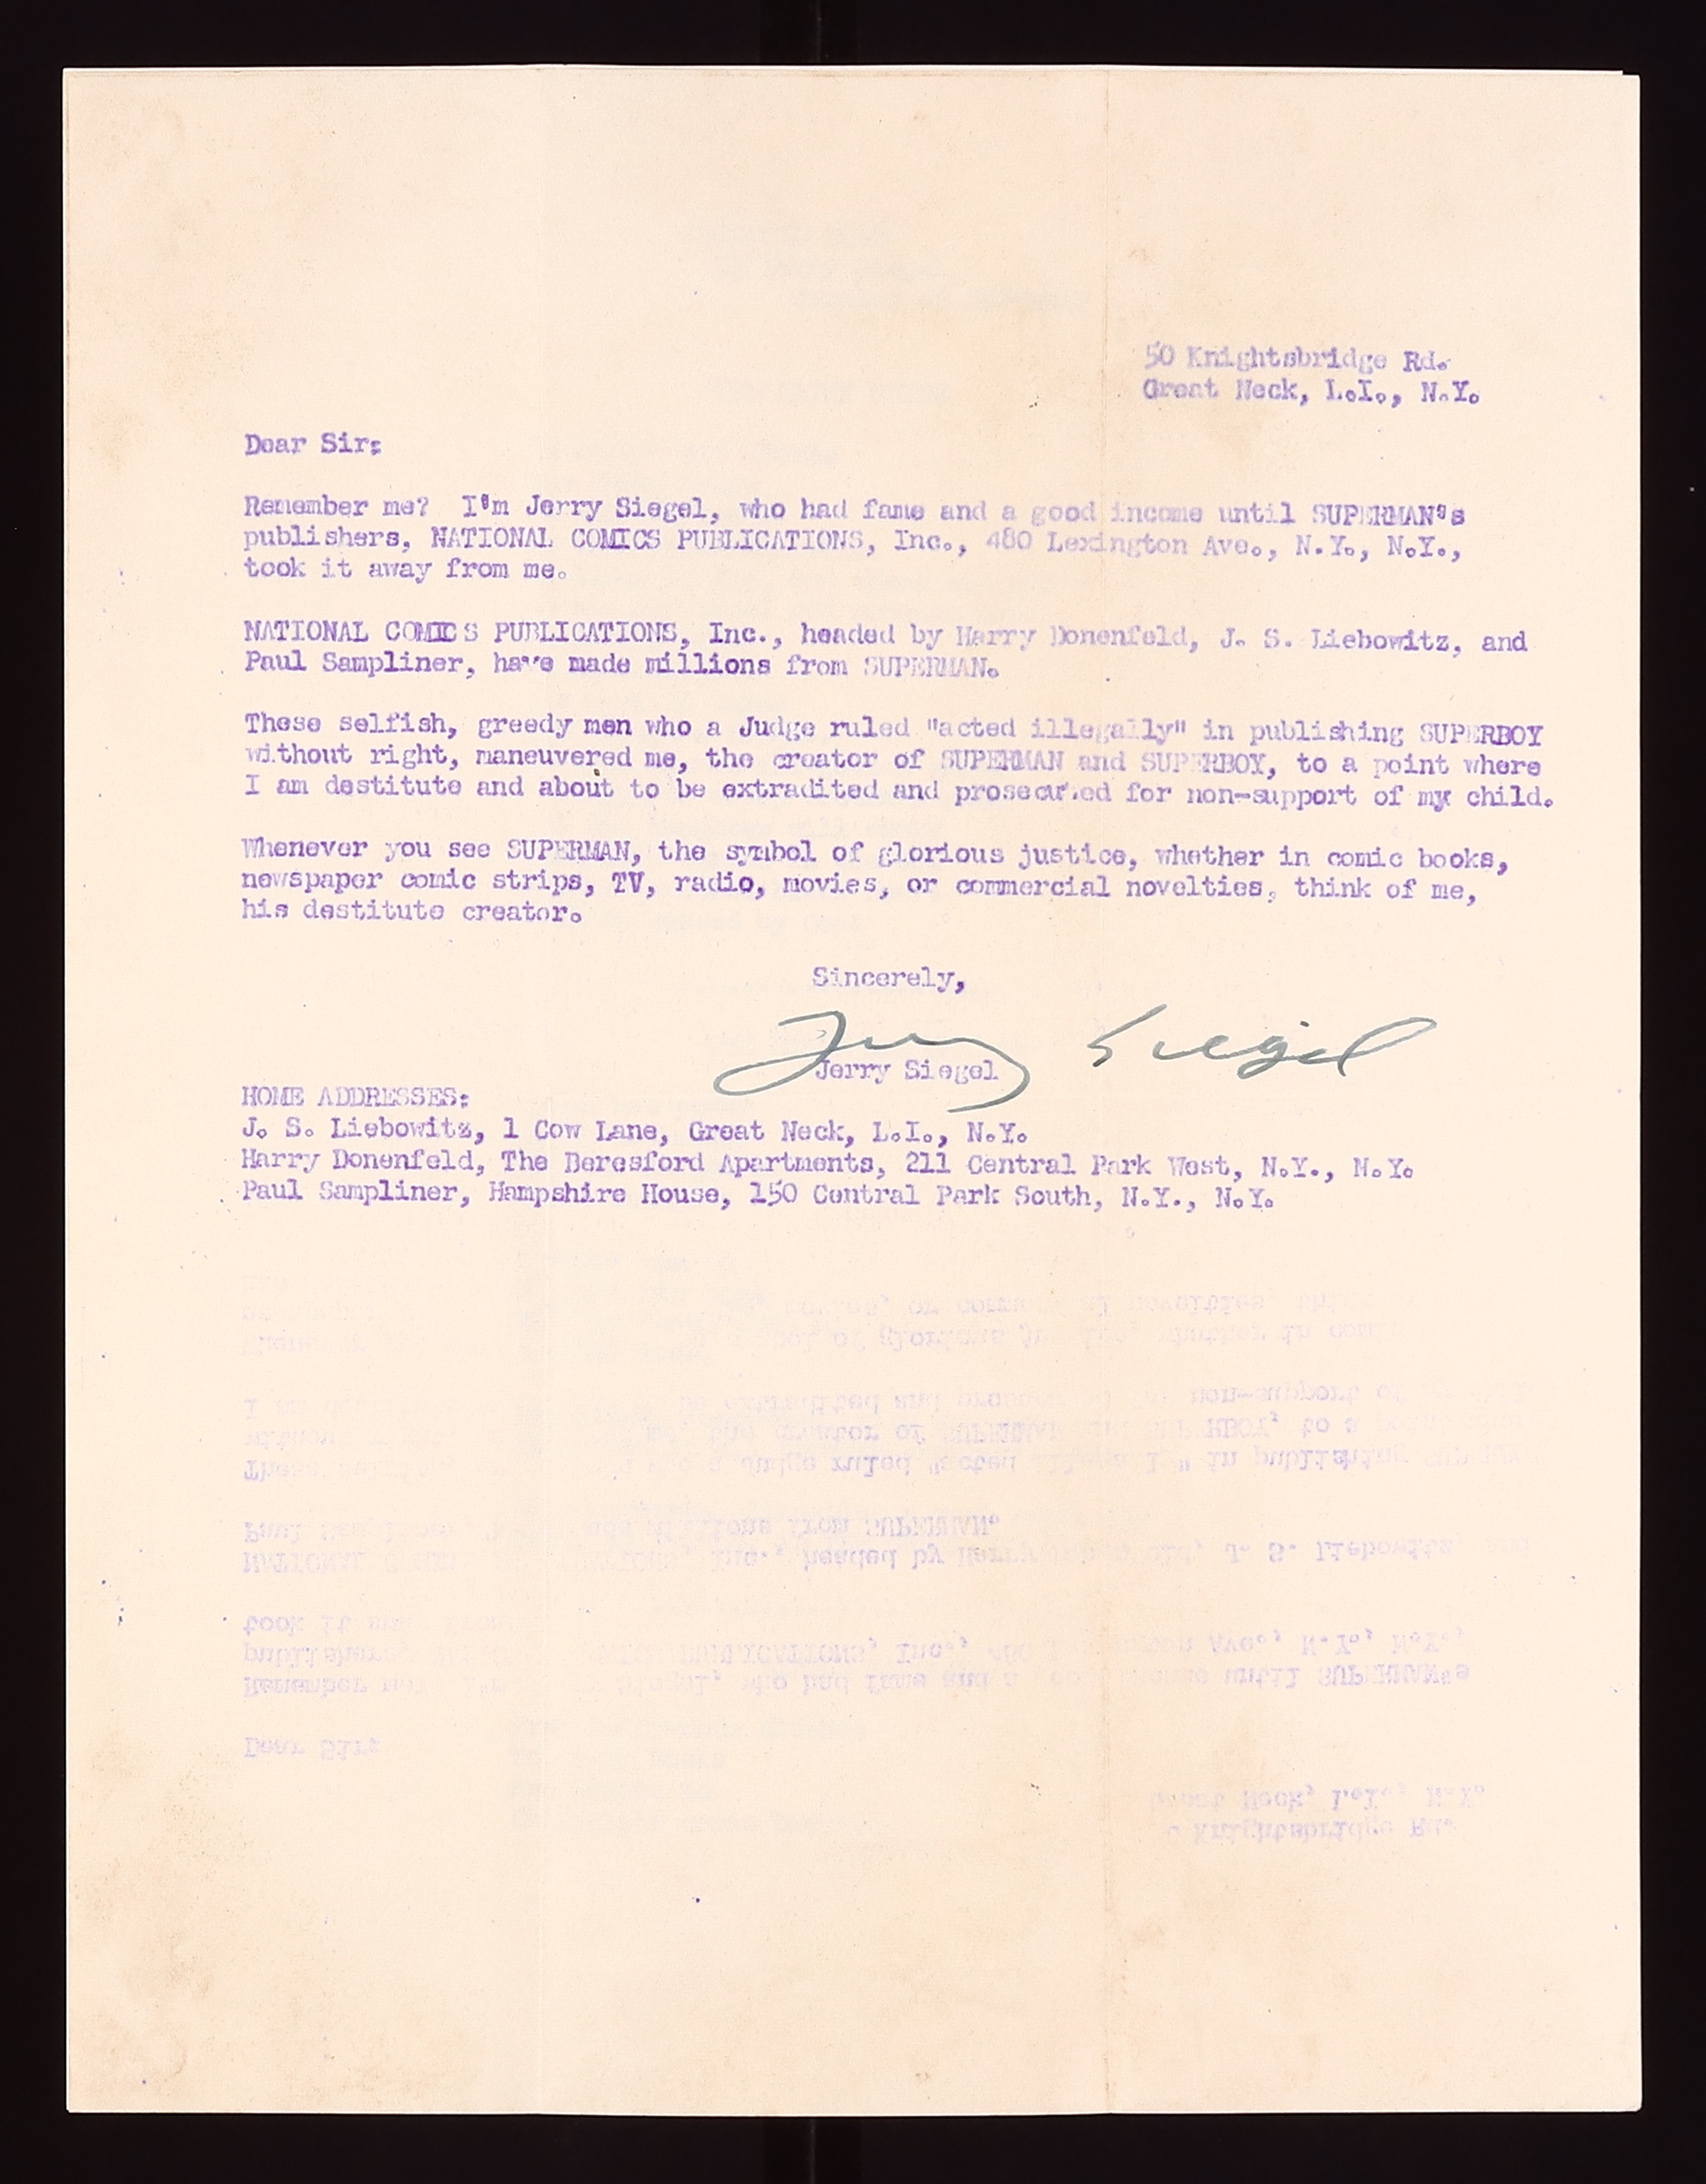 50 Knightsbridge Rd.
Great Neck, L.I., N.Y.
Dear Sir:
Remember me?  I'm Jerry Siegel, who had fame and a good income until SUPERMAN's
publishers, NATIONAL COMICS PUBLICATIONS, Inc., 480 Lexington Ave., N.Y., N.Y.,
took it away from me.
NATIONAL COMICS PUBLICATIONS, Inc., headed by Harry Donenfeld, J. S. Liebowitz, and
Paul Sampliner, have made millions from SUPERMAN.
These selfish, greedy men who a Judge ruled "acted illegally" in publishing SUPERBOY
without right, maneuvered me, the creator of SUPERMAN and SUPERBOY, to a point where
I am destitute and about to be extradited and prosecuted for non-support of my child.
Whenever you see SUPERMAN, the symbol of glorious justice, whether in comic books,
newspaper comic strips, TV, radio, movies, or commercial novelties, think of me,
his destitute creator.
Sincerely,
Jerry Siegel
Jerry Siegel
HOME ADDRESSES:
J. S. Liebowitz, 1 Cow Lane, Great Neck, L.I., N.Y.
Harry Donenfeld, The Beresford Apartments, 211 Central Park West, N.Y., N.Y.
Paul Sampliner, Hampshire House, 150 Central Park South, N.Y., N.Y.